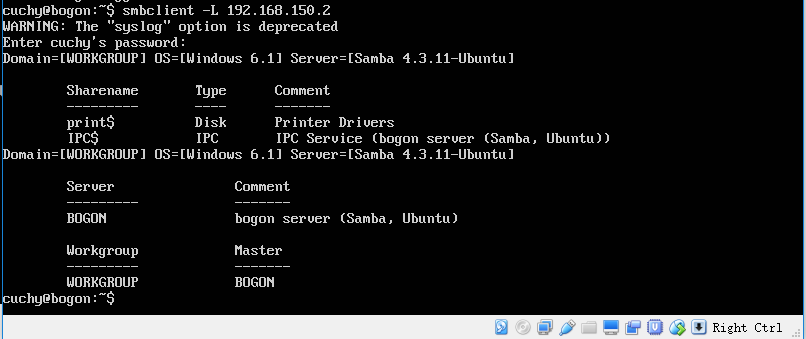 cuchy@bogon:~$ smbclient -L 192.168.150.2
WARNING: The "syslog" option is deprecated
Enter cuchy's password:
Domain=[WORKGROUP] OS=[Windows 6.1] Server=[Samba 4.3.11-Ubuntu]
Sharename Type Comment
--------- ---- -------
print$ Disk Printer Drivers
IPC$ IPC IPC Service (bogon server (Samba, Ubuntu))
Domain=[WORKGROUP] OS=[Windows 6.1] Server=[Samba 4.3.11-Ubuntu]
Server Comment
--------- -------
BOGON bogon server (Samba, Ubuntu)
Workgroup Master
--------- -------
WORKGROUP BOGON
cuchy@bogon:~$
Right Ctrl